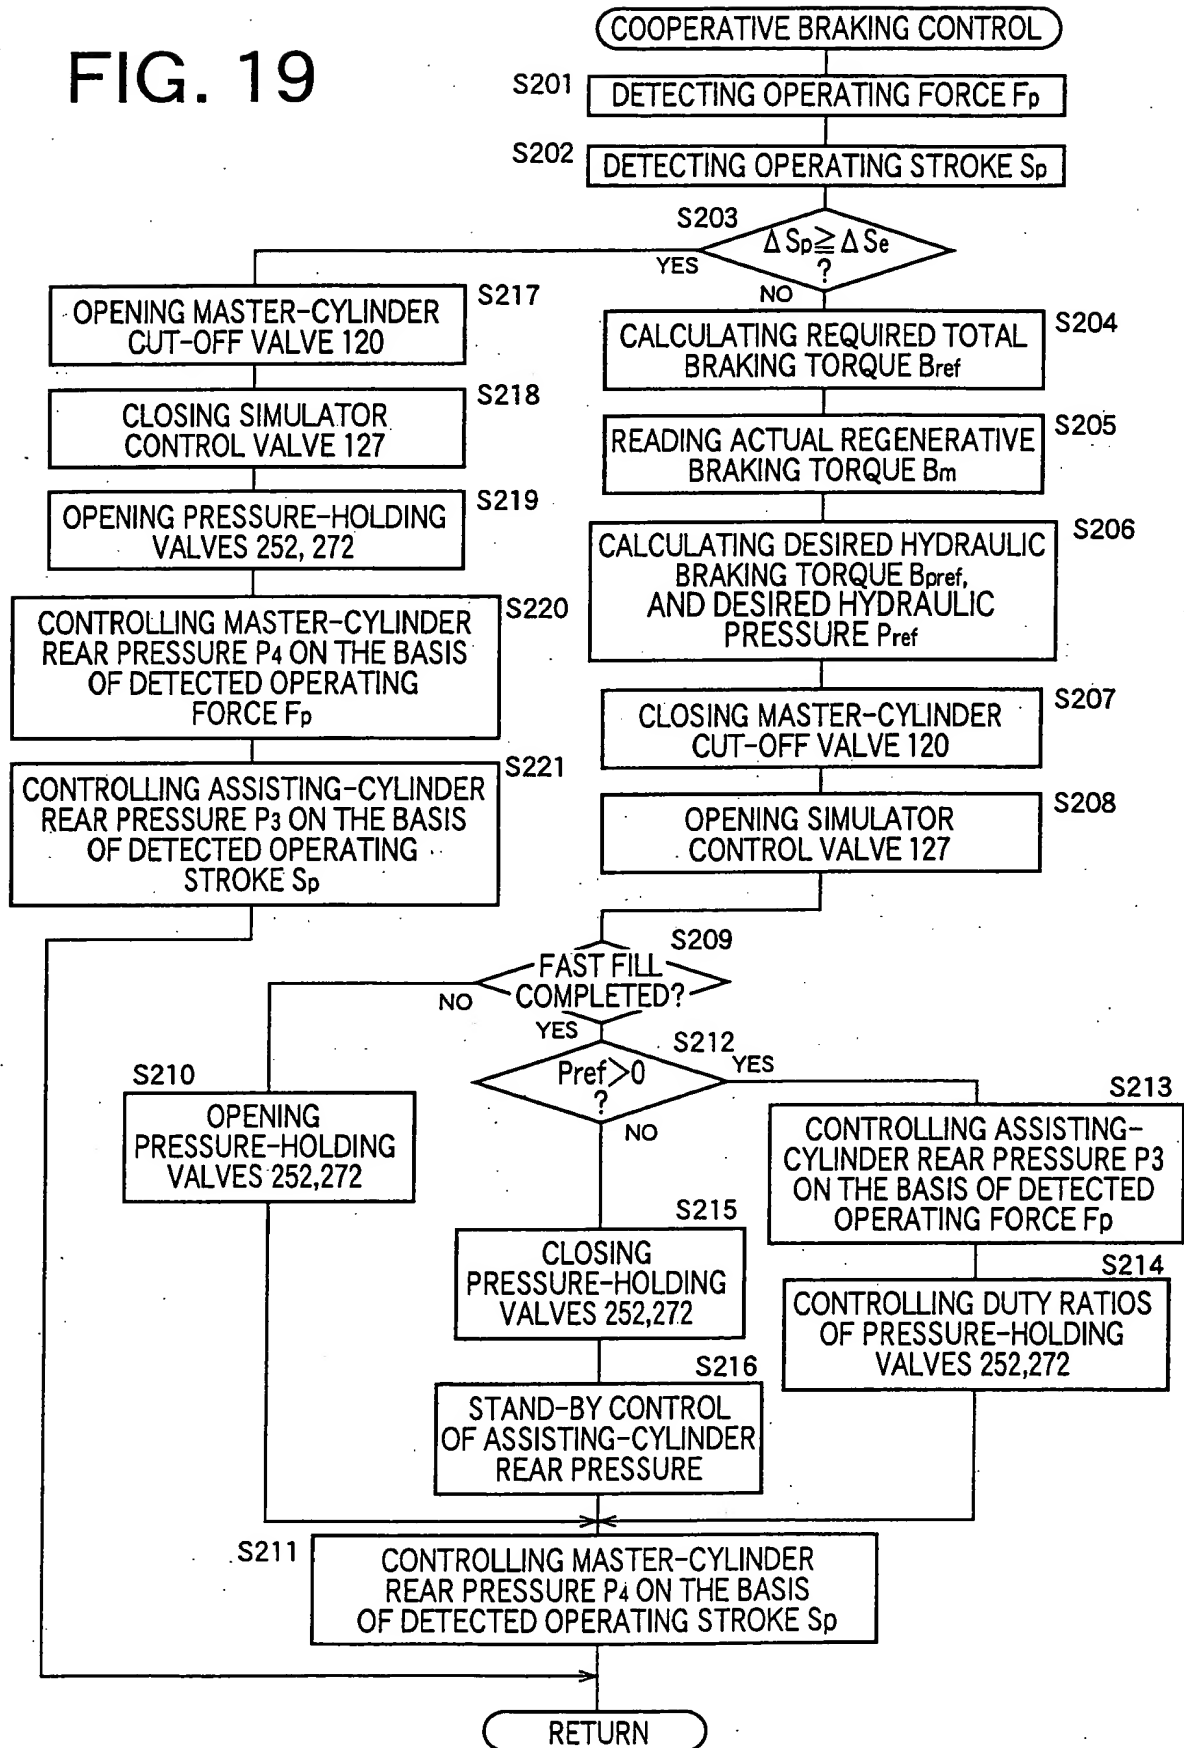 FIG. 19
COOPERATIVE BRAKING CONTROL
S201
DETECTING OPERATING FORCE Fp
S202
DETECTING OPERATING STROKE Sp
S203
ΔSp≧ΔSe
?
YES
NO
S217
OPENING MASTER-CYLINDER
CUT-OFF VALVE 120
S218
CLOSING SIMULATOR
CONTROL VALVE 127
S219
OPENING PRESSURE-HOLDING
VALVES 252, 272
S220
CONTROLLING MASTER-CYLINDER
REAR PRESSURE P4 ON THE BASIS
OF DETECTED OPERATING
FORCE Fp
S221
CONTROLLING ASSISTING-CYLINDER
REAR PRESSURE P3 ON THE BASIS
OF DETECTED OPERATING
STROKE Sp
S204
CALCULATING REQUIRED TOTAL
BRAKING TORQUE Bref
S205
READING ACTUAL REGENERATIVE
BRAKING TORQUE Bm
S206
CALCULATING DESIRED HYDRAULIC
BRAKING TORQUE Bpref,
AND DESIRED HYDRAULIC
PRESSURE Pref
S207
CLOSING MASTER-CYLINDER
CUT-OFF VALVE 120
S208
OPENING SIMULATOR
CONTROL VALVE 127
S209
FAST FILL
COMPLETED?
NO
YES
S210
OPENING
PRESSURE-HOLDING
VALVES 252,272
S212
Pref>0
?
YES
NO
S213
CONTROLLING ASSISTING-
CYLINDER REAR PRESSURE P3
ON THE BASIS OF DETECTED
OPERATING FORCE Fp
S214
CONTROLLING DUTY RATIOS
OF PRESSURE-HOLDING
VALVES 252,272
S215
CLOSING
PRESSURE-HOLDING
VALVES 252,272
S216
STAND-BY CONTROL
OF ASSISTING-CYLINDER
REAR PRESSURE
S211
CONTROLLING MASTER-CYLINDER
REAR PRESSURE P4 ON THE BASIS
OF DETECTED OPERATING STROKE Sp
RETURN